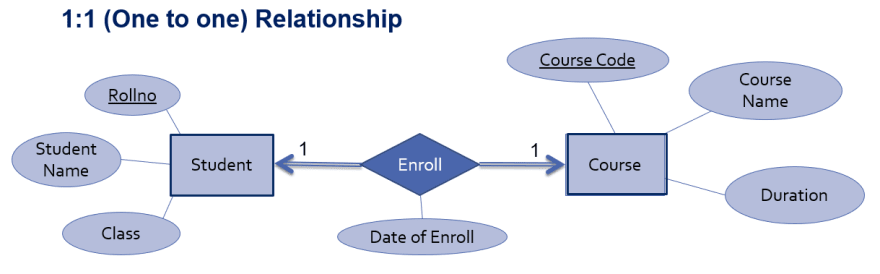 1:1 (One to one) Relationship
Course Code
Course
Name
Rollno
Student
Name
Student
1
Enroll
1
Course
Duration
Class
Date of Enroll